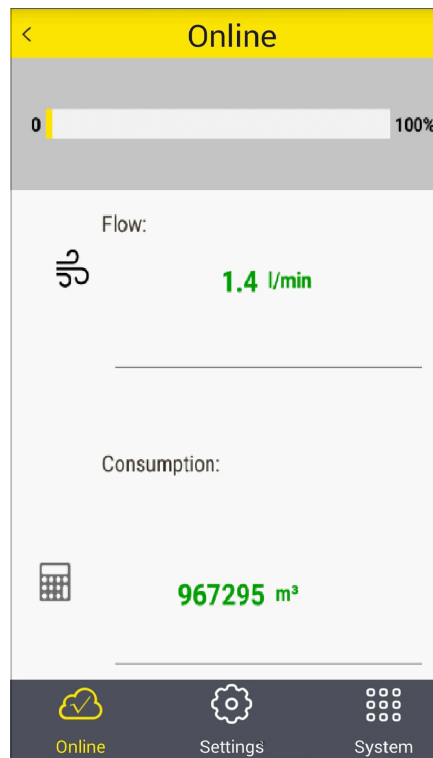 Online
0 100%
Flow:
1.4 l/min
Consumption:
967295 m³
Online Settings System